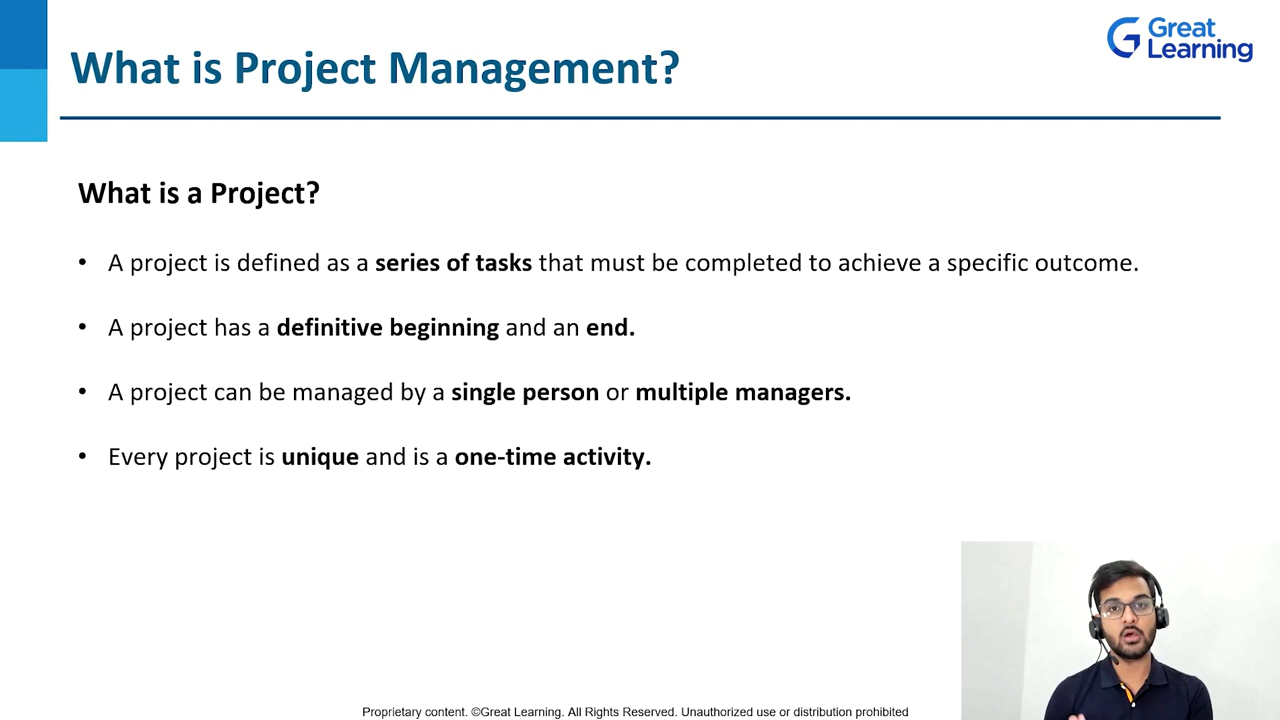 Great
Learning
What is Project Management?
What is a Project?
• A project is defined as a series of tasks that must be completed to achieve a specific outcome.
• A project has a definitive beginning and an end.
• A project can be managed by a single person or multiple managers.
• Every project is unique and is a one-time activity.
Proprietary content. ©Great Learning. All Rights Reserved. Unauthorized use or distribution prohibited